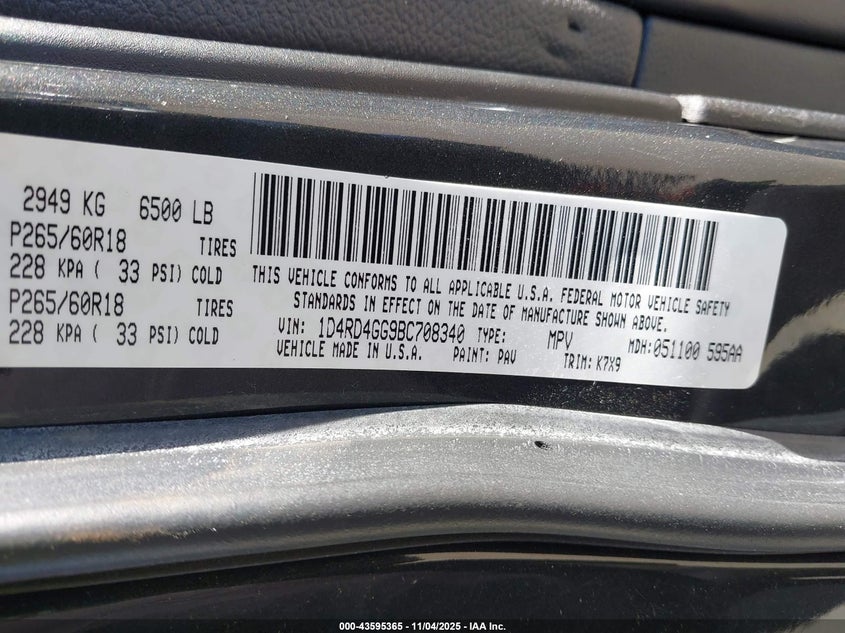 2949 KG 6500 LB
P265/60R18 TIRES
228 KPA ( 33 PSI) COLD
P265/60R18 TIRES
228 KPA ( 33 PSI) COLD
THIS VEHICLE CONFORMS TO ALL APPLICABLE U.S.A. FEDERAL MOTOR VEHICLE SAFETY
STANDARDS IN EFFECT ON THE DATE OF MANUFACTURE SHOWN ABOVE.
VIN: 1D4RD4GG9BC708340 TYPE: MPV MDH: 051100 595AA
VEHICLE MADE IN U.S.A. PAINT: PAV TRIM: K7X9
000-43595365 - 11/04/2025 - IAA Inc.